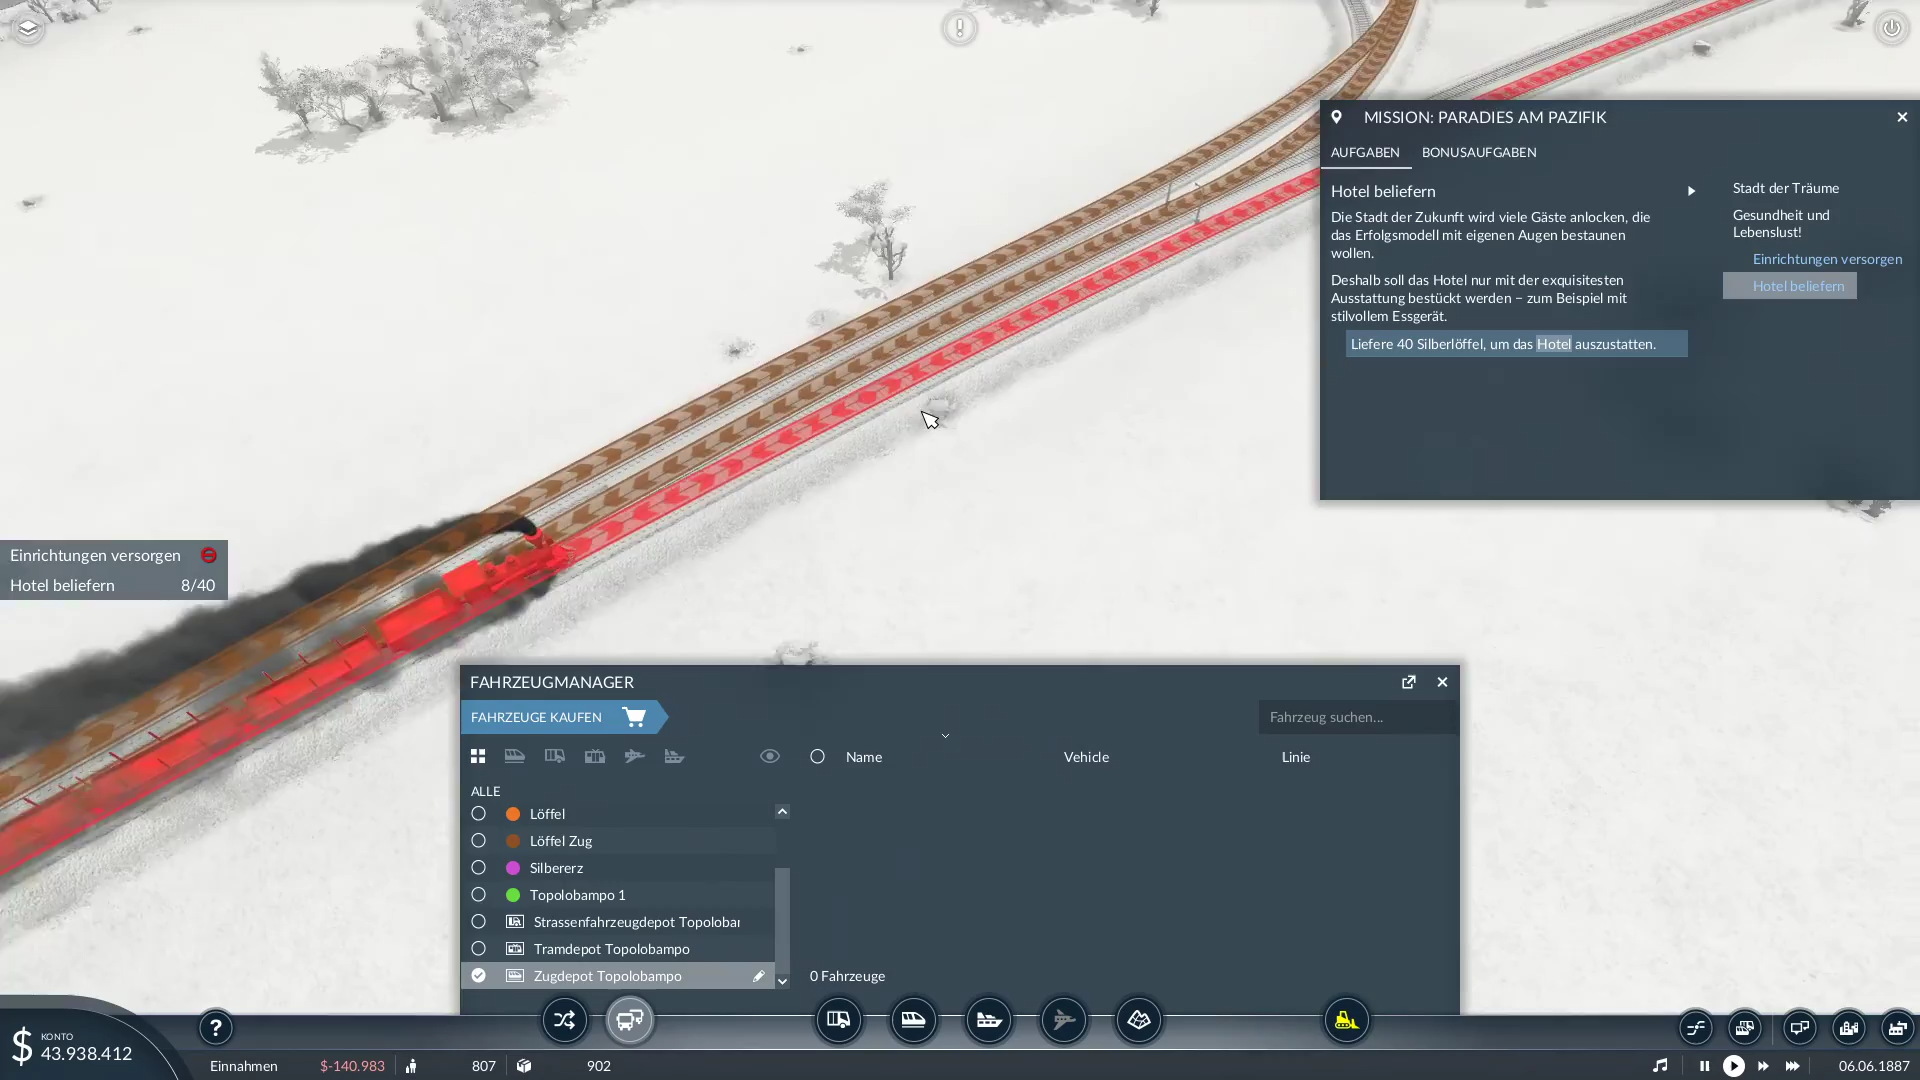 MISSION: PARADIES AM PAZIFIK
AUFGABEN
BONUSAUFGABEN
Hotel beliefern
Die Stadt der Zukunft wird viele Gäste anlocken, die
das Erfolgsmodell mit eigenen Augen bestaunen
wollen.
Deshalb soll das Hotel nur mit der exquisitesten
Ausstattung bestückt werden – zum Beispiel mit
stilvollem Essgerät.
Liefere 40 Silberlöffel, um das Hotel auszustatten.
Stadt der Träume
Gesundheit und
Lebenslust!
Einrichtungen versorgen
Hotel beliefern
Einrichtungen versorgen
Hotel beliefern 8/40
FAHRZEUGMANAGER
FAHRZEUGE KAUFEN
Fahrzeug suchen...
Name
Vehicle
Linie
ALLE
Löffel
Löffel Zug
Silbererz
Topolobampo 1
Strassenfahrzeugdepot Topolobar
Tramdepot Topolobampo
Zugdepot Topolobampo
0 Fahrzeuge
?
$
KONTO
43.938.412
Einnahmen
$-140.983
807
902
06.06.1887